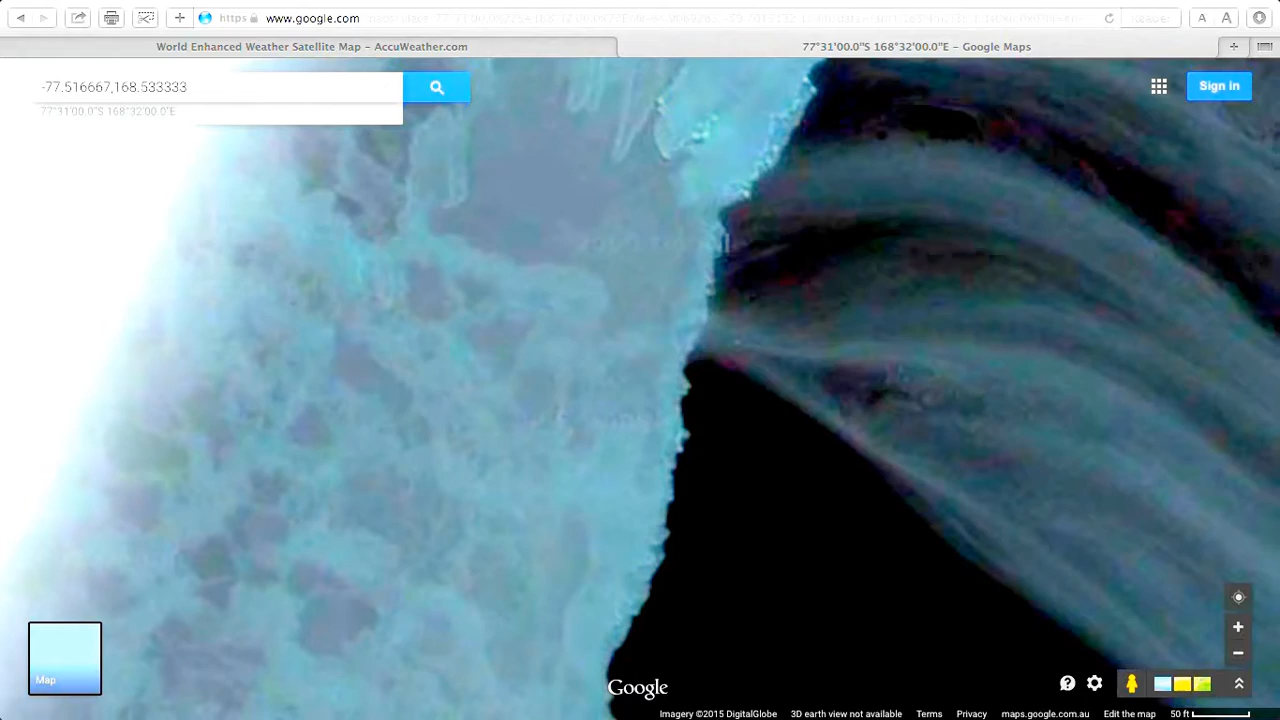 https www.google.com
Reader A A
World Enhanced Weather Satellite Map – AccuWeather.com
77°31'00.0"S 168°32'00.0"E – Google Maps
-77.516667,168.533333
77°31'00.0"S 168°32'00.0"E
Sign in
Map
Google
Imagery ©2015 DigitalGlobe 3D earth view not available Terms Privacy maps.google.com.au Edit the map 50 ft